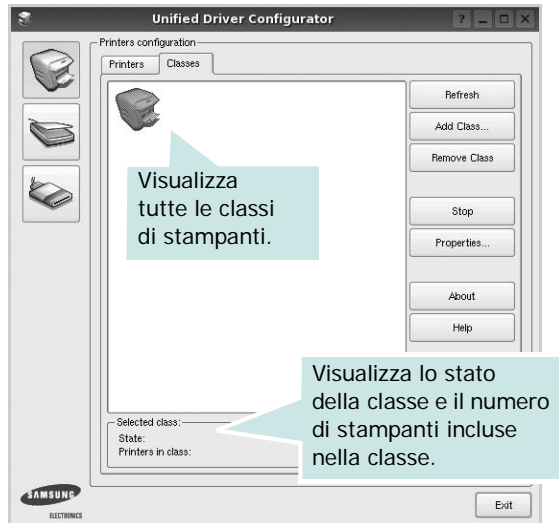 Unified Driver Configurator
Printers configuration
Printers
Classes
Refresh
Add Class...
Remove Class
Stop
Properties...
About
Help
Visualizza
tutte le classi
di stampanti.
Visualizza lo stato
della classe e il numero
di stampanti incluse
nella classe.
Selected class:
State:
Printers in class:
SAMSUNG
ELECTRONICS
Exit